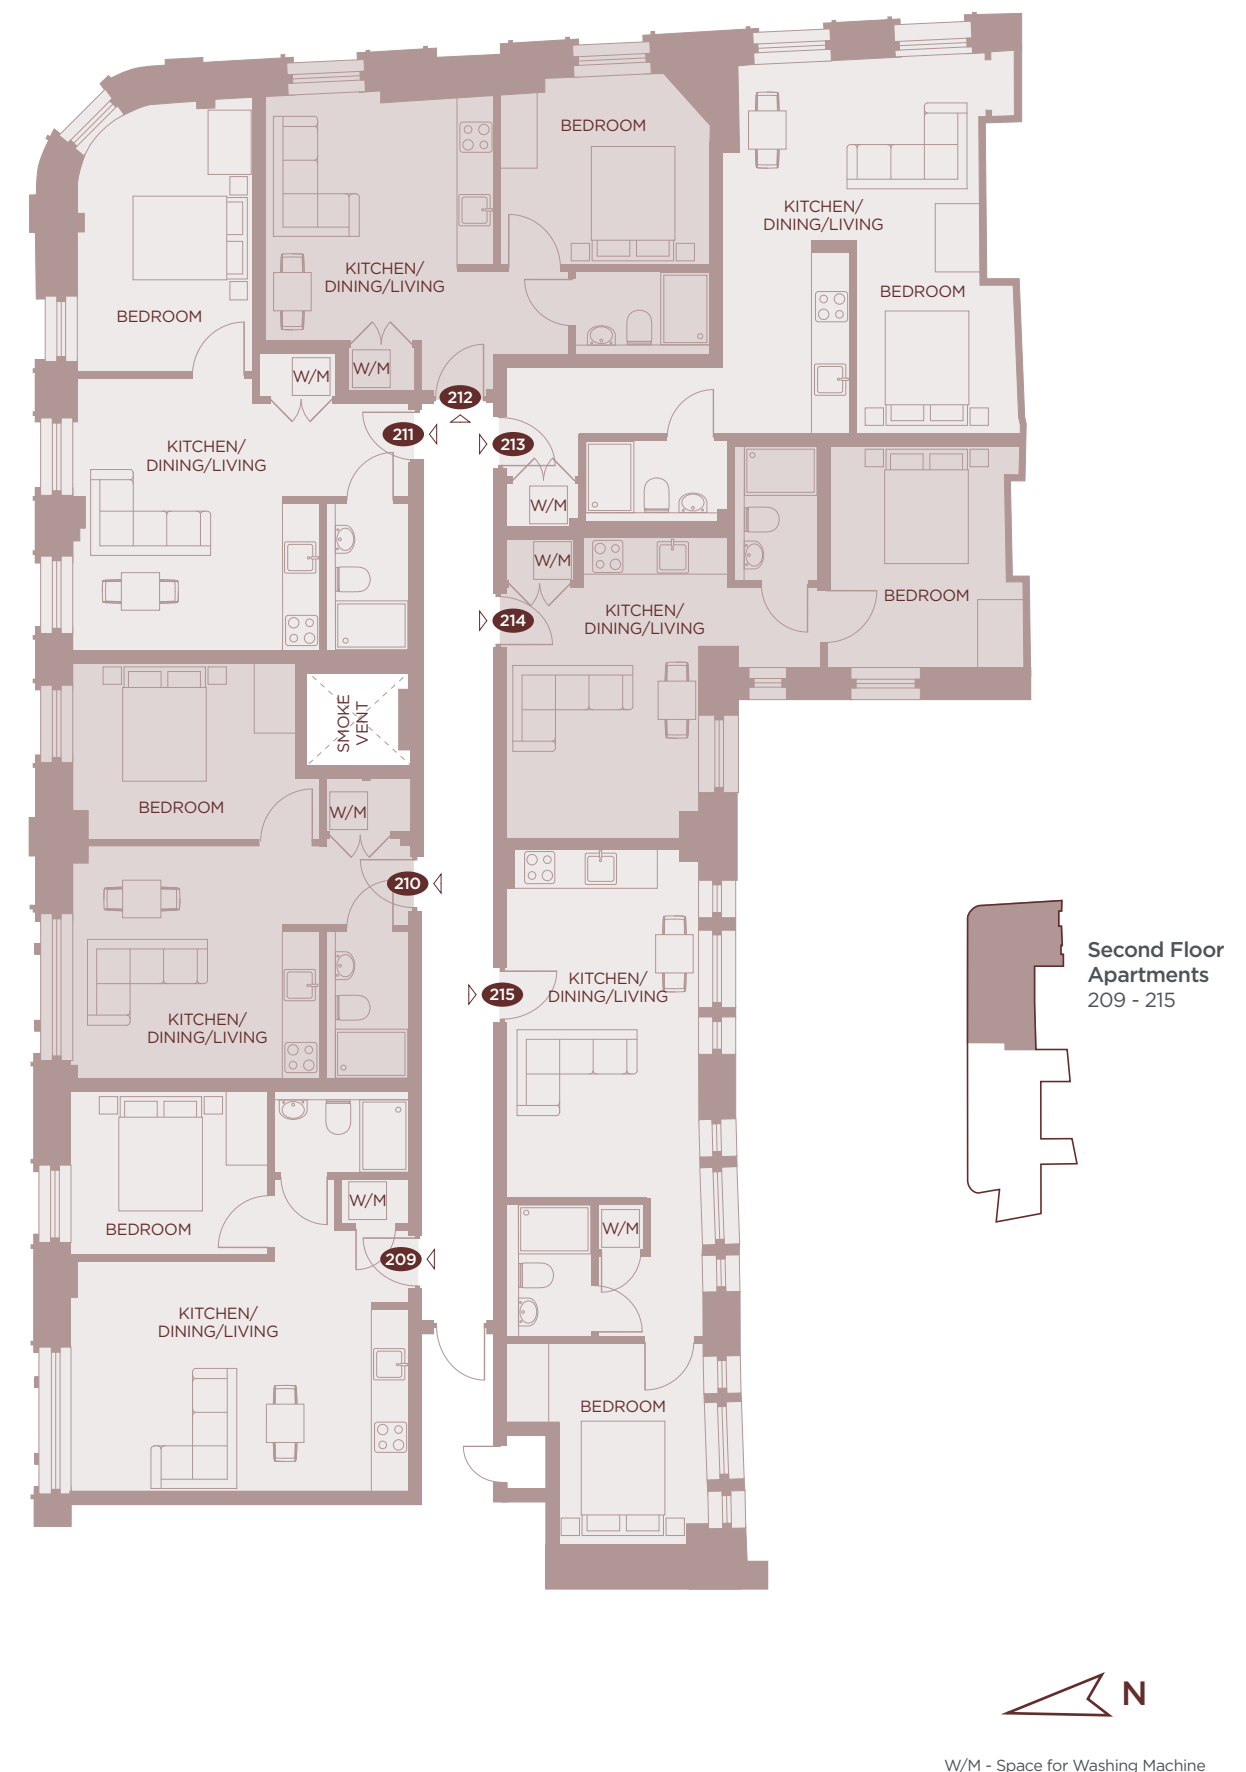 BEDROOM
KITCHEN/
DINING/LIVING
BEDROOM
KITCHEN/
DINING/LIVING
BEDROOM
W/M
W/M
212
211
213
KITCHEN/
DINING/LIVING
W/M
W/M
214
KITCHEN/
DINING/LIVING
BEDROOM
SMOKE
VENT
BEDROOM
W/M
210
215
KITCHEN/
DINING/LIVING
KITCHEN/
DINING/LIVING
Second Floor
Apartments
209 - 215
BEDROOM
W/M
W/M
209
KITCHEN/
DINING/LIVING
BEDROOM
N
W/M - Space for Washing Machine